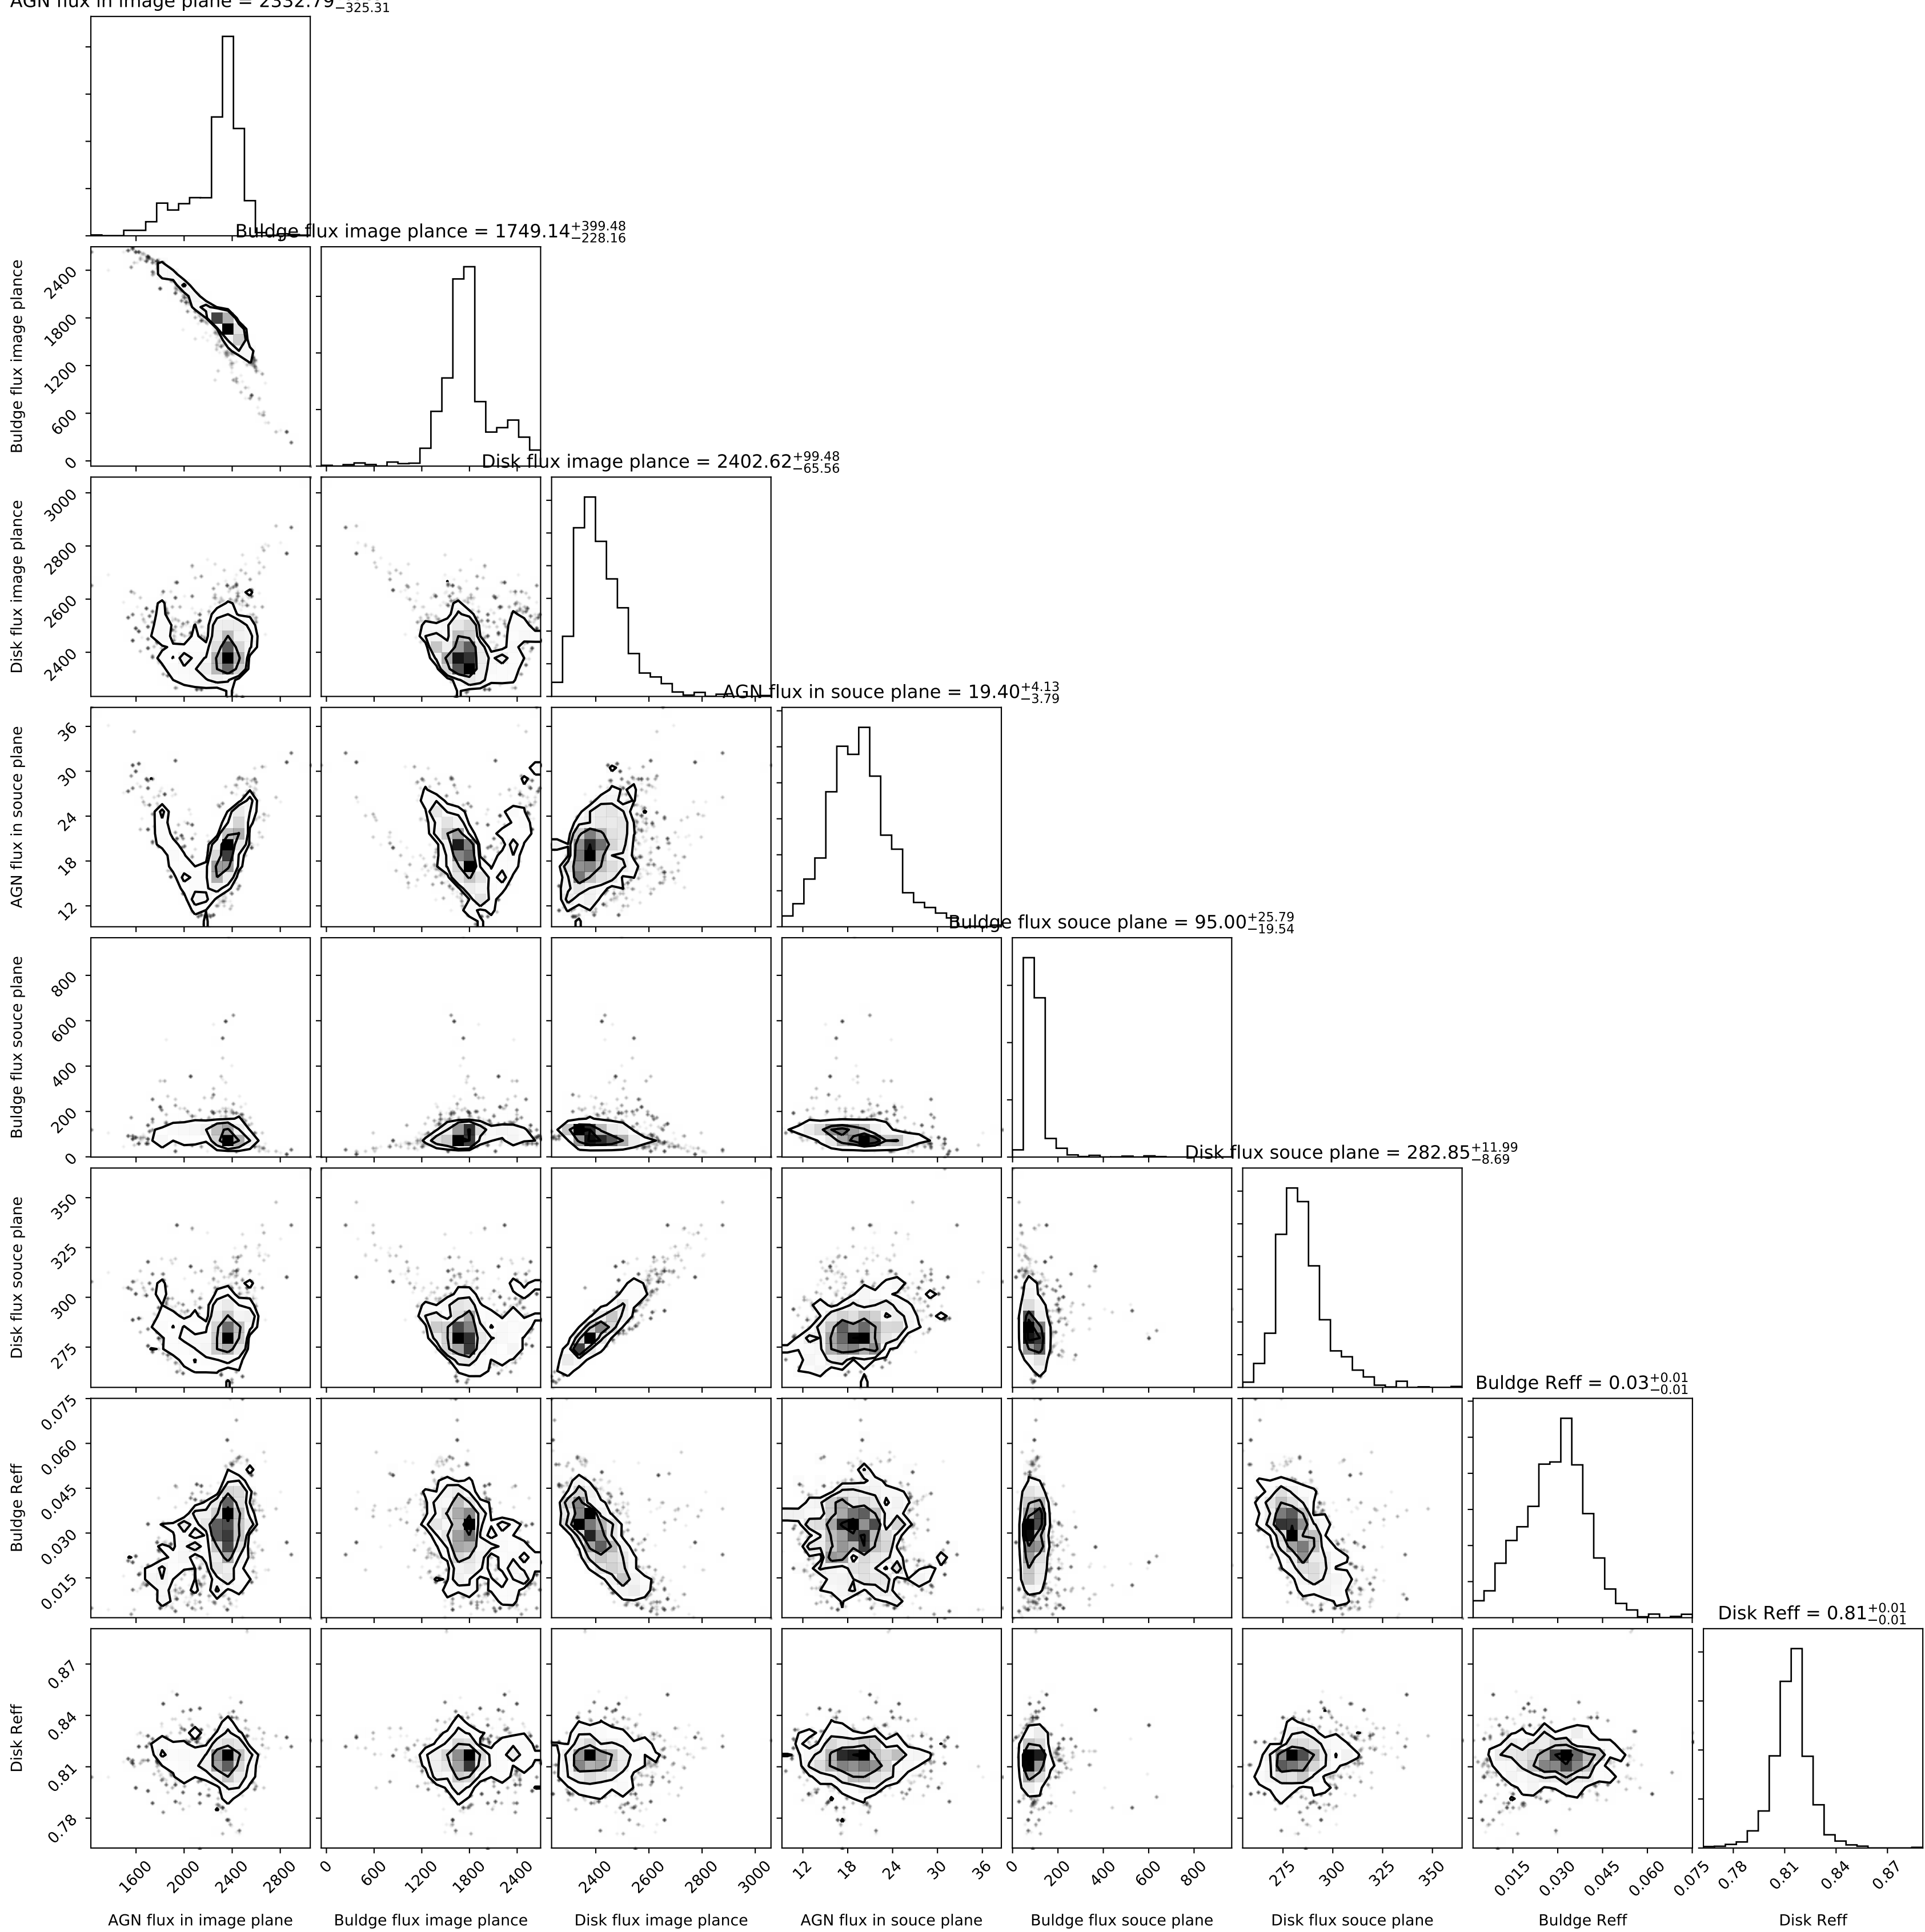 AGN flux in image plane = 2332.79 −325.31
Buldge flux image plance = 1749.14 +399.48 −228.16
Buldge flux image plance
2400
1800
1200
600
0
Disk flux image plance = 2402.62 +99.48 −65.56
Disk flux image plance
3000
2800
2600
2400
AGN flux in souce plane = 19.40 +4.13 −3.79
AGN flux in souce plane
36
30
24
18
12
Buldge flux souce plane = 95.00 +25.79 −19.54
Buldge flux souce plane
800
600
400
200
0
Disk flux souce plane = 282.85 +11.99 −8.69
Disk flux souce plane
350
325
300
275
Buldge Reff = 0.03 +0.01 −0.01
Buldge Reff
0.075
0.060
0.045
0.030
0.015
Disk Reff = 0.81 +0.01 −0.01
Disk Reff
0.87
0.84
0.81
0.78
1600 2000 2400 2800
0 600 1200 1800 2400
2400 2600 2800 3000
12 18 24 30 36
0 200 400 600 800
275 300 325 350
0.015 0.030 0.045 0.060 0.075
0.78 0.81 0.84 0.87
AGN flux in image plane
Buldge flux image plance
Disk flux image plance
AGN flux in souce plane
Buldge flux souce plane
Disk flux souce plane
Buldge Reff
Disk Reff